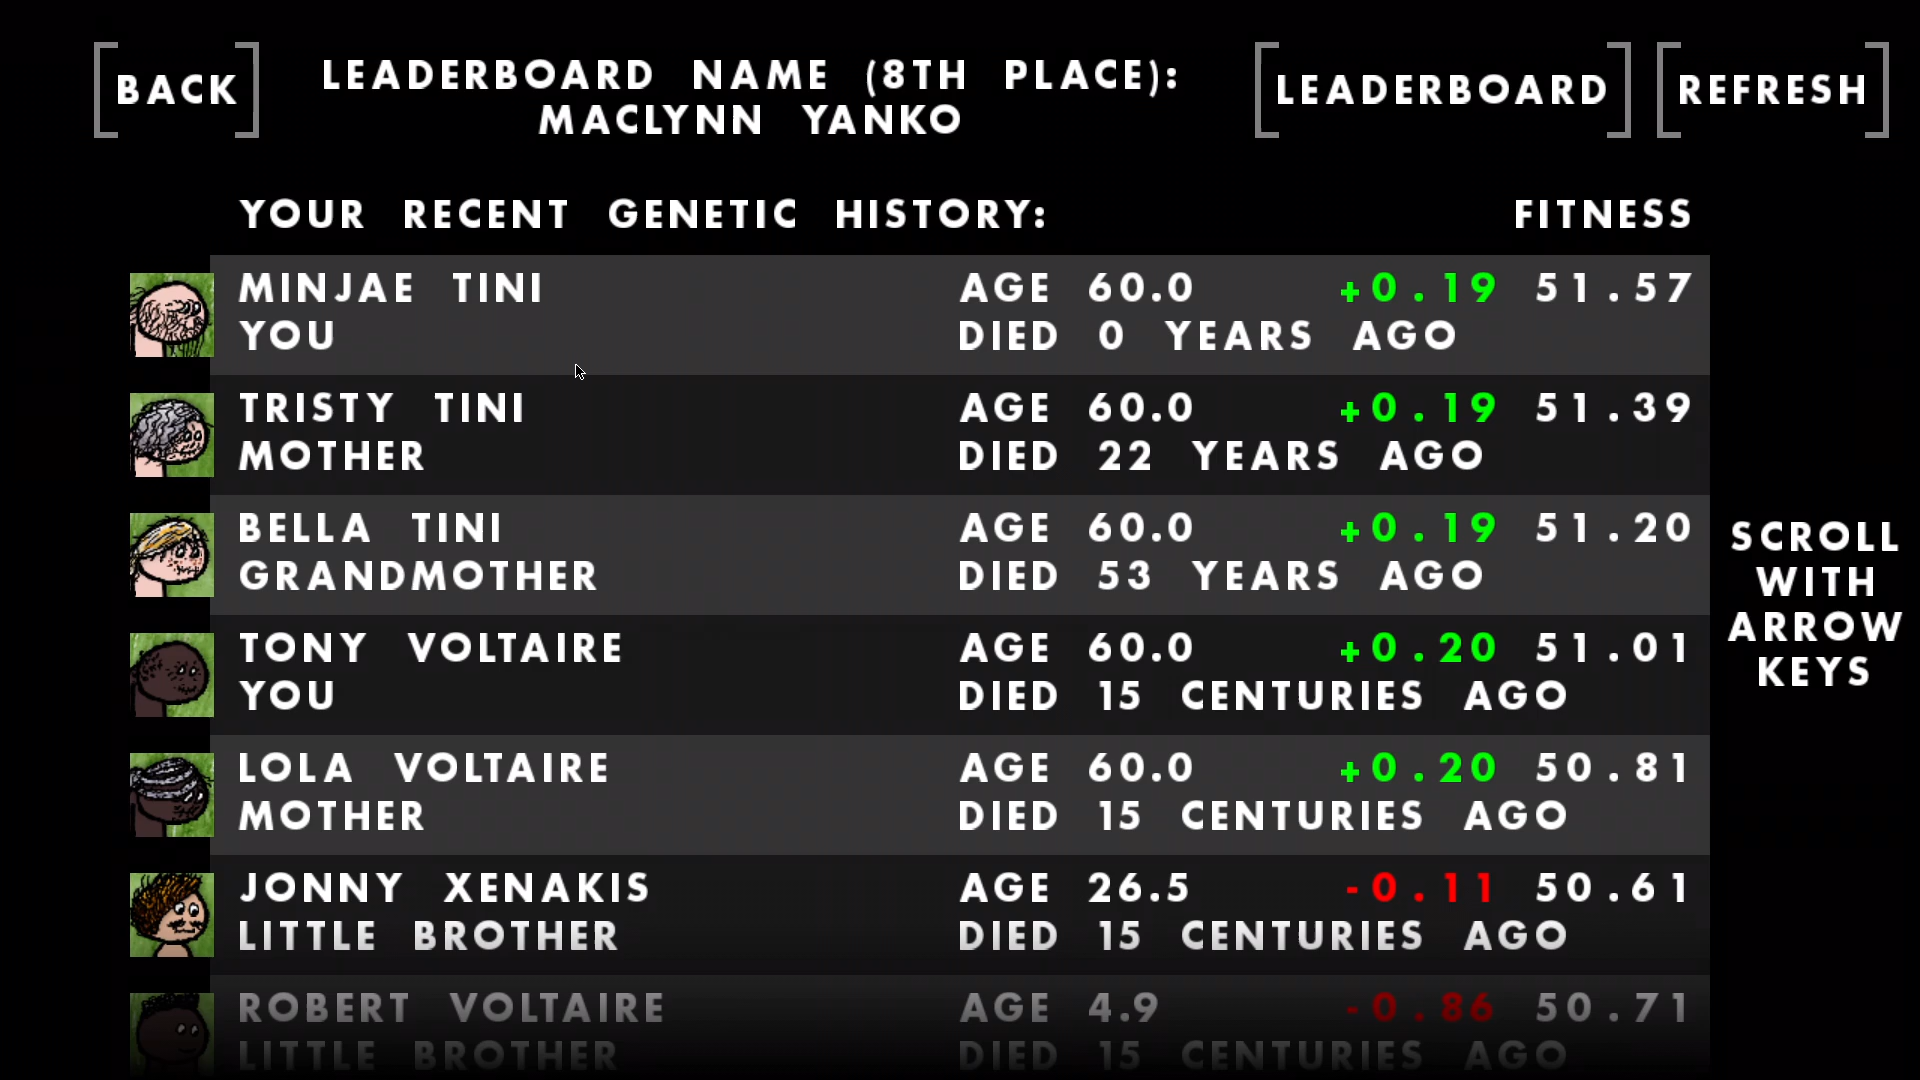 BACK
LEADERBOARD NAME (8TH PLACE):
MACLYNN YANKO
LEADERBOARD
REFRESH
YOUR RECENT GENETIC HISTORY: FITNESS
MINJAE TINI AGE 60.0 +0.19 51.57
YOU DIED 0 YEARS AGO
TRISTY TINI AGE 60.0 +0.19 51.39
MOTHER DIED 22 YEARS AGO
BELLA TINI AGE 60.0 +0.19 51.20
GRANDMOTHER DIED 53 YEARS AGO
TONY VOLTAIRE AGE 60.0 +0.20 51.01
YOU DIED 15 CENTURIES AGO
LOLA VOLTAIRE AGE 60.0 +0.20 50.81
MOTHER DIED 15 CENTURIES AGO
JONNY XENAKIS AGE 26.5 -0.11 50.61
LITTLE BROTHER DIED 15 CENTURIES AGO
ROBERT VOLTAIRE AGE 4.9 -0.86 50.71
LITTLE BROTHER DIED 15 CENTURIES AGO
SCROLL
WITH
ARROW
KEYS